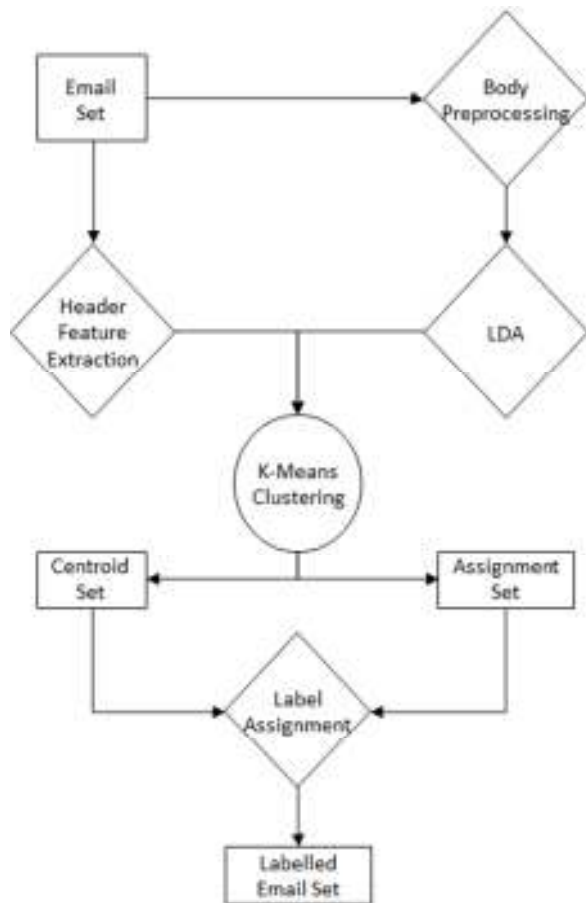 Email
Set
Body
Preprocessing
Header
Feature
Extraction
LDA
K-Means
Clustering
Centroid
Set
Assignment
Set
Label
Assignment
Labelled
Email Set